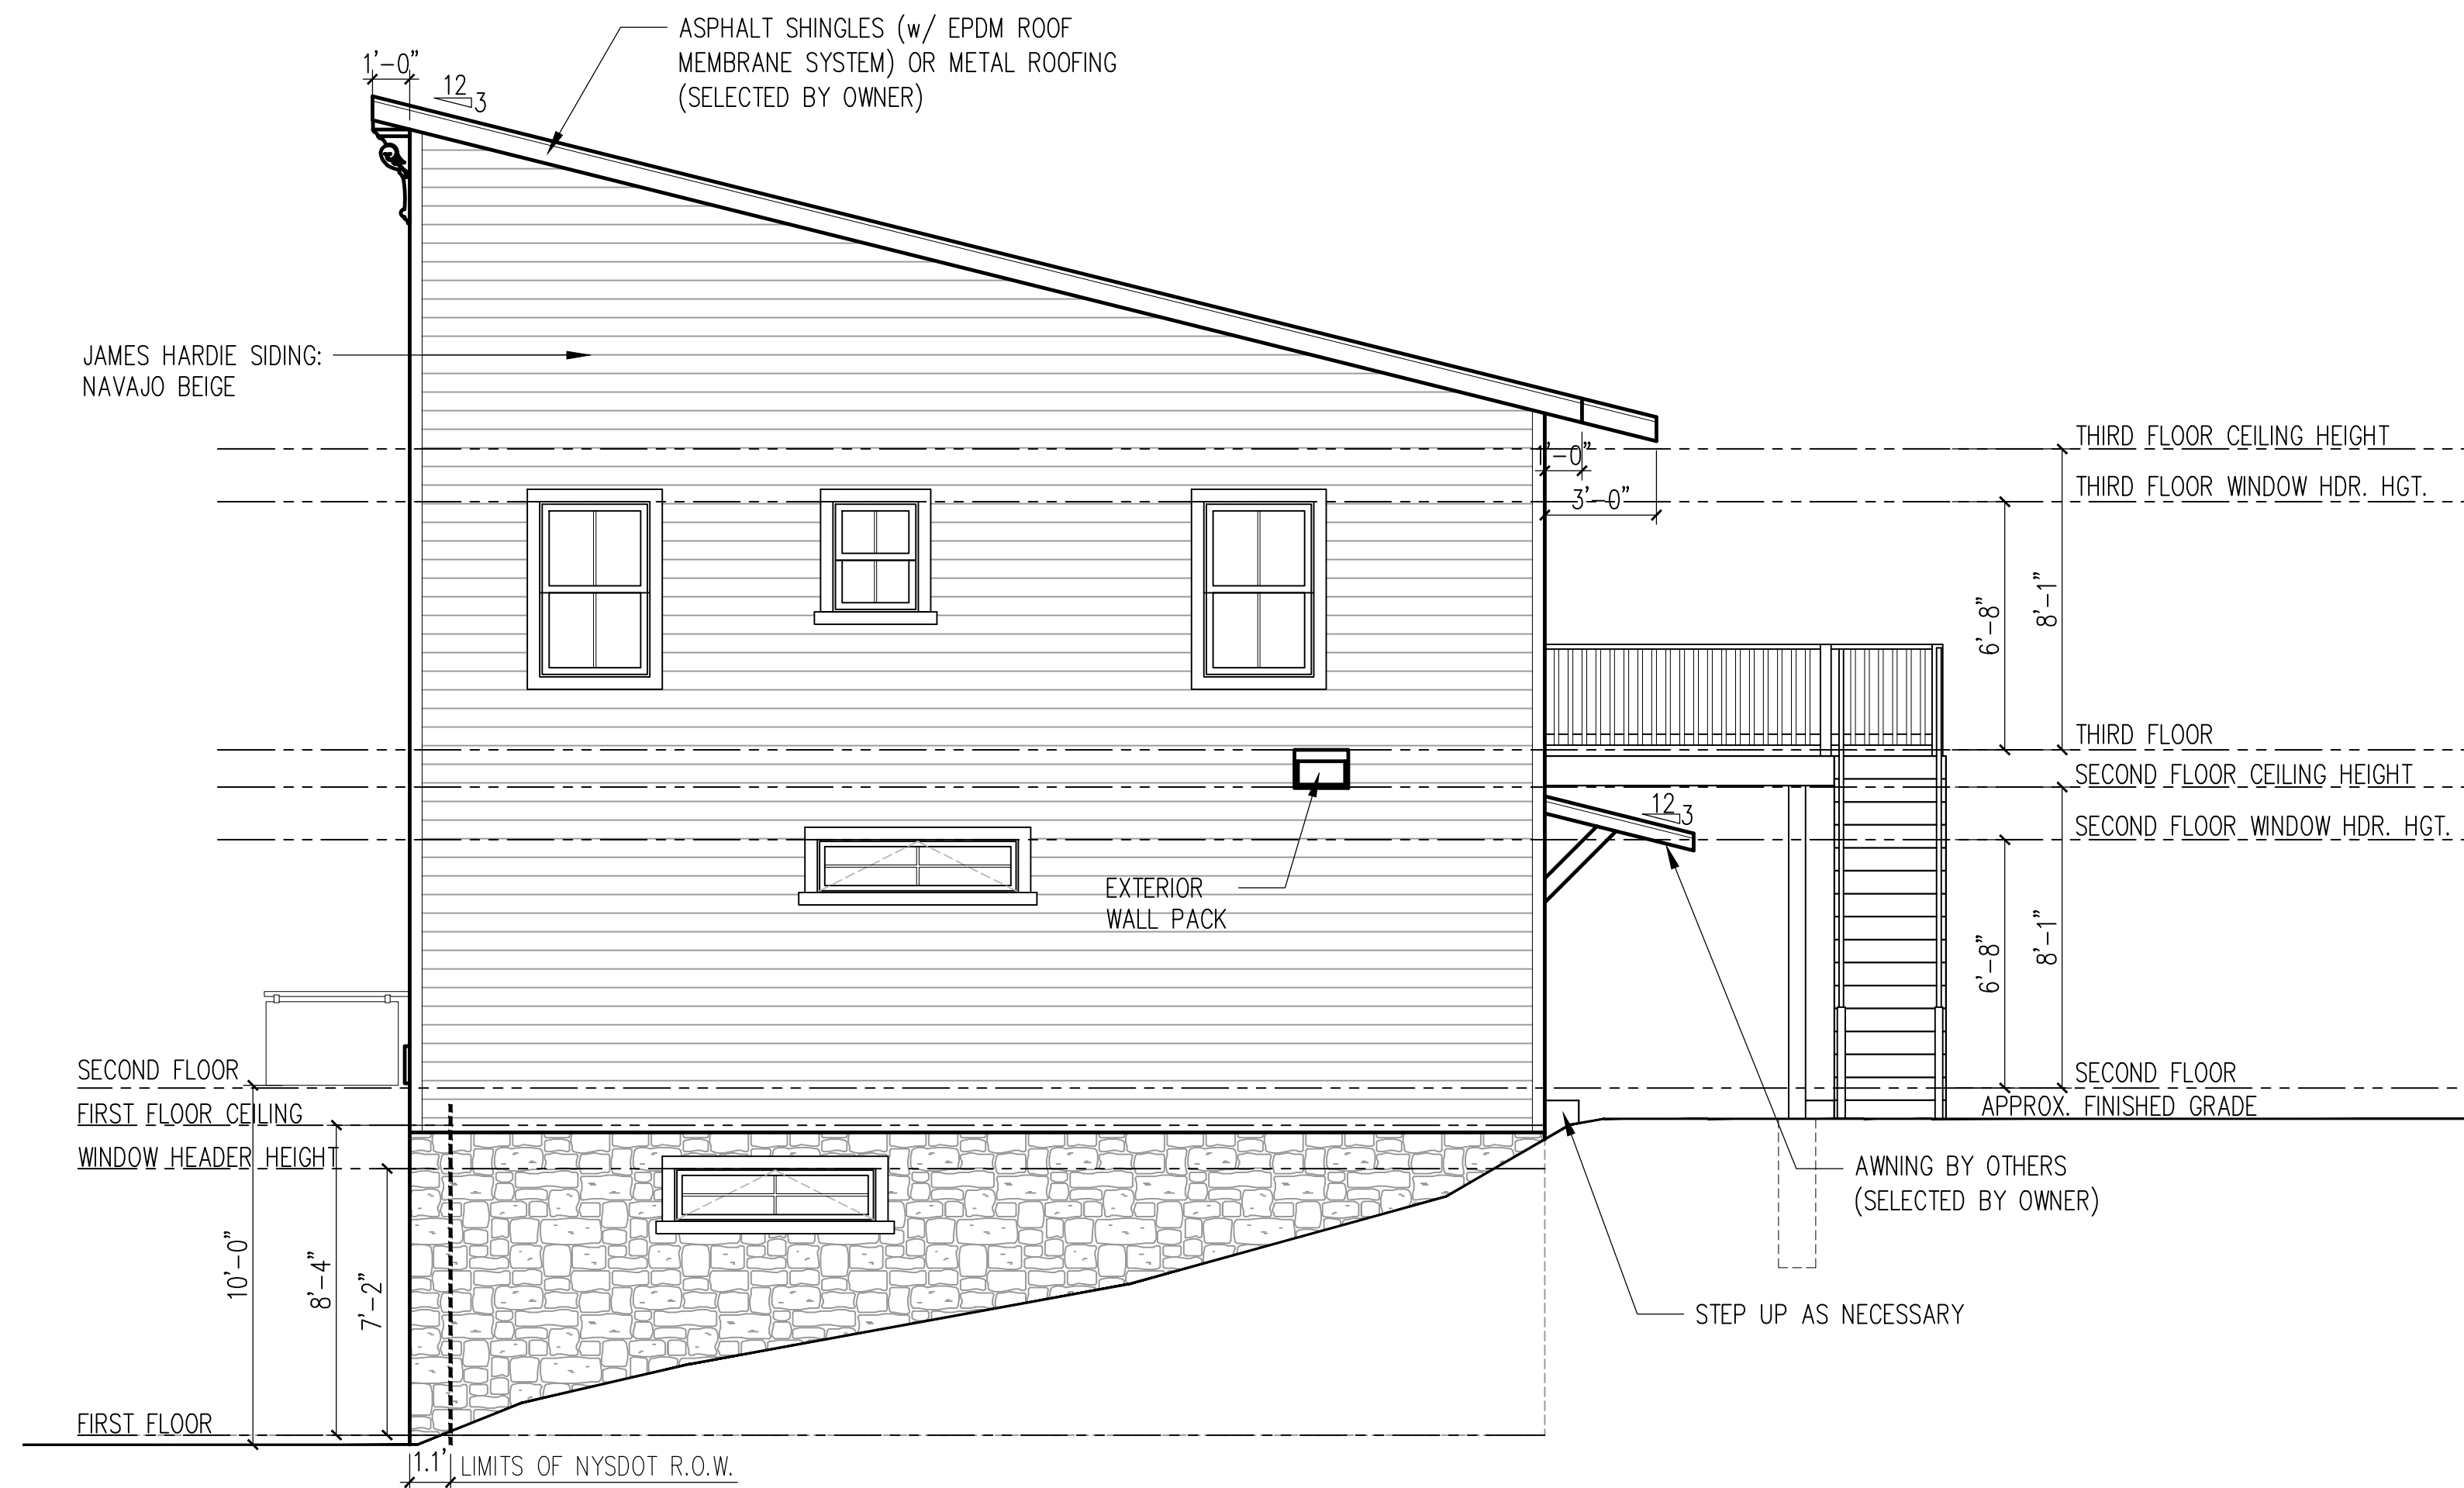 ASPHALT SHINGLES (w/ EPDM ROOF
MEMBRANE SYSTEM) OR METAL ROOFING
(SELECTED BY OWNER)
1'-0"
12
3
JAMES HARDIE SIDING:
NAVAJO BEIGE
THIRD FLOOR CEILING HEIGHT
1'-0"
THIRD FLOOR WINDOW HDR. HGT.
3'-0"
6'-8"
8'-1"
THIRD FLOOR
SECOND FLOOR CEILING HEIGHT
12
3
SECOND FLOOR WINDOW HDR. HGT.
EXTERIOR
WALL PACK
6'-8"
8'-1"
SECOND FLOOR
SECOND FLOOR
APPROX. FINISHED GRADE
FIRST FLOOR CEILING
WINDOW HEADER HEIGHT
AWNING BY OTHERS
(SELECTED BY OWNER)
10'-0"
8'-4"
7'-2"
STEP UP AS NECESSARY
FIRST FLOOR
1.1'
LIMITS OF NYSDOT R.O.W.